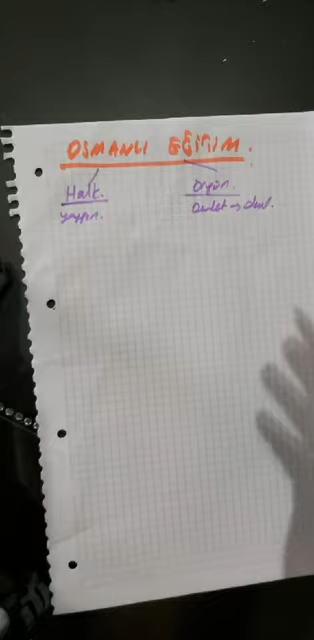 OSMANLI EĞİTİM.
Halk. Örgün.
yaygın. Devlet → okul.